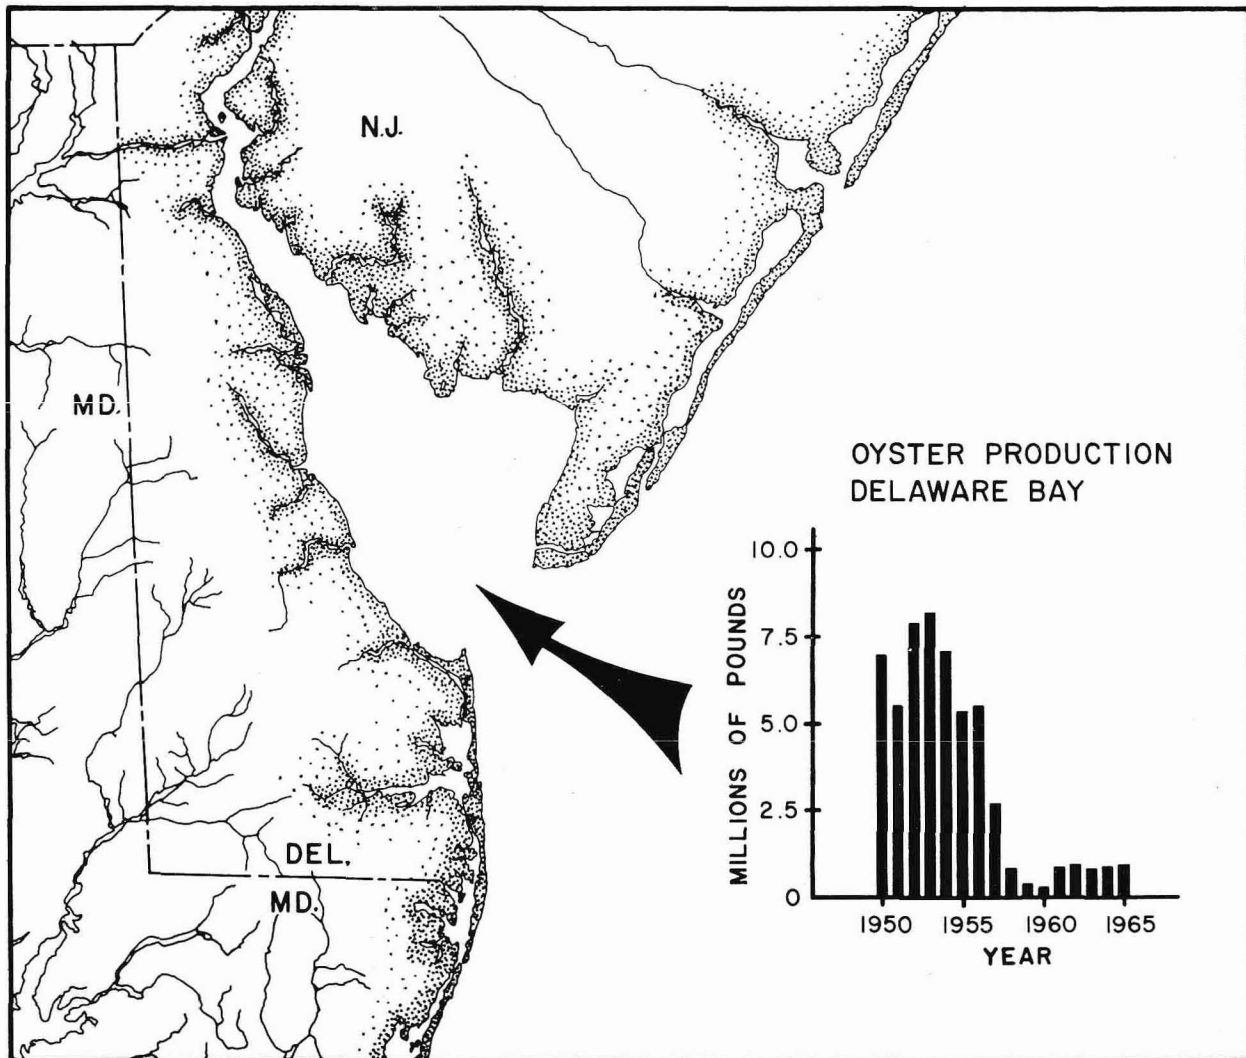 N.J.
MD.
OYSTER PRODUCTION
DELAWARE BAY
10.0
7.5
5.0
2.5
0
MILLIONS OF POUNDS
1950 1955 1960 1965
YEAR
DEL.
MD.